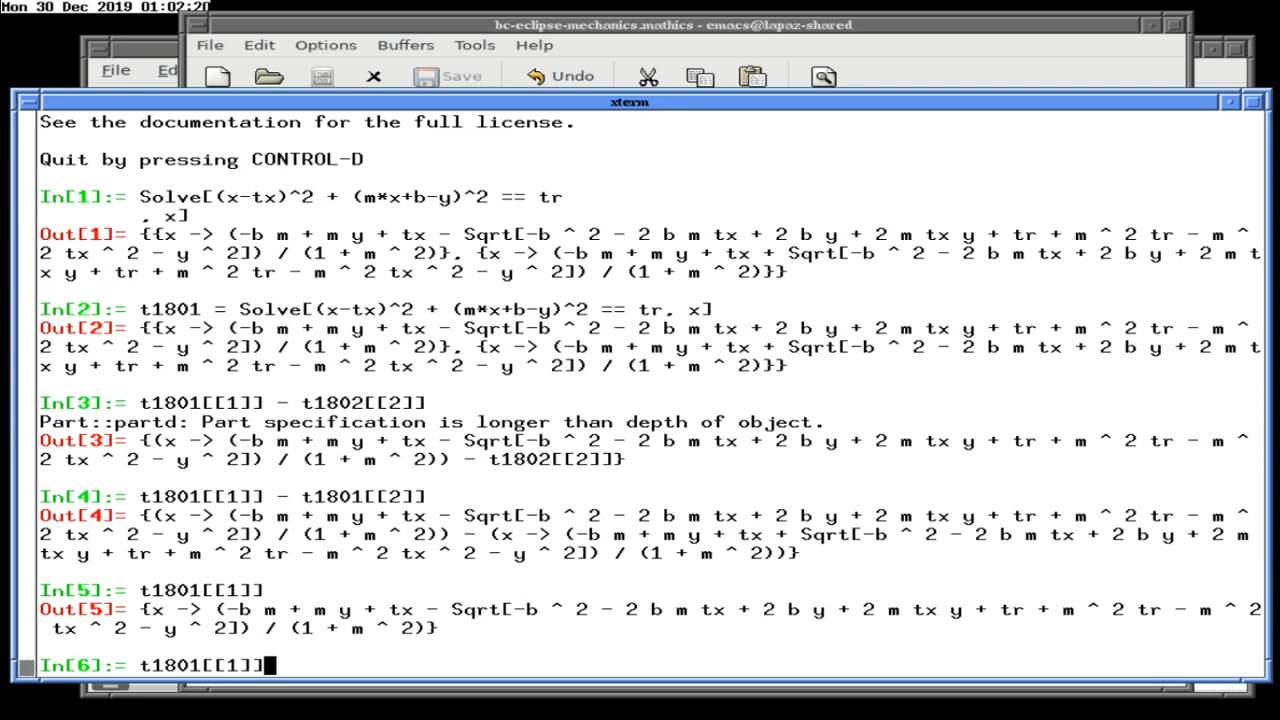 Mon 30 Dec 2019 01:02:20
bc-eclipse-mechanics.mathics - emacs@lapaz-shared
File Edit Options Buffers Tools Help
File Ed
Save Undo
xterm
See the documentation for the full license.
Quit by pressing CONTROL-D
In[1]:= Solve[(x-tx)^2 + (m*x+b-y)^2 == tr
, x]
Out[1]= {{x -> (-b m + m y + tx - Sqrt[-b ^ 2 - 2 b m tx + 2 b y + 2 m tx y + tr + m ^ 2 tr - m ^
2 tx ^ 2 - y ^ 2]) / (1 + m ^ 2)}, {x -> (-b m + m y + tx + Sqrt[-b ^ 2 - 2 b m tx + 2 b y + 2 m t
x y + tr + m ^ 2 tr - m ^ 2 tx ^ 2 - y ^ 2]) / (1 + m ^ 2)}}
In[2]:= t1801 = Solve[(x-tx)^2 + (m*x+b-y)^2 == tr, x]
Out[2]= {{x -> (-b m + m y + tx - Sqrt[-b ^ 2 - 2 b m tx + 2 b y + 2 m tx y + tr + m ^ 2 tr - m ^
2 tx ^ 2 - y ^ 2]) / (1 + m ^ 2)}, {x -> (-b m + m y + tx + Sqrt[-b ^ 2 - 2 b m tx + 2 b y + 2 m t
x y + tr + m ^ 2 tr - m ^ 2 tx ^ 2 - y ^ 2]) / (1 + m ^ 2)}}
In[3]:= t1801[[1]] - t1802[[2]]
Part::partd: Part specification is longer than depth of object.
Out[3]= {(x -> (-b m + m y + tx - Sqrt[-b ^ 2 - 2 b m tx + 2 b y + 2 m tx y + tr + m ^ 2 tr - m ^
2 tx ^ 2 - y ^ 2]) / (1 + m ^ 2)) - t1802[[2]]}
In[4]:= t1801[[1]] - t1801[[2]]
Out[4]= {(x -> (-b m + m y + tx - Sqrt[-b ^ 2 - 2 b m tx + 2 b y + 2 m tx y + tr + m ^ 2 tr - m ^
2 tx ^ 2 - y ^ 2]) / (1 + m ^ 2)) - (x -> (-b m + m y + tx + Sqrt[-b ^ 2 - 2 b m tx + 2 b y + 2 m
tx y + tr + m ^ 2 tr - m ^ 2 tx ^ 2 - y ^ 2]) / (1 + m ^ 2))}
In[5]:= t1801[[1]]
Out[5]= {x -> (-b m + m y + tx - Sqrt[-b ^ 2 - 2 b m tx + 2 b y + 2 m tx y + tr + m ^ 2 tr - m ^ 2
tx ^ 2 - y ^ 2]) / (1 + m ^ 2)}
In[6]:= t1801[[1]]